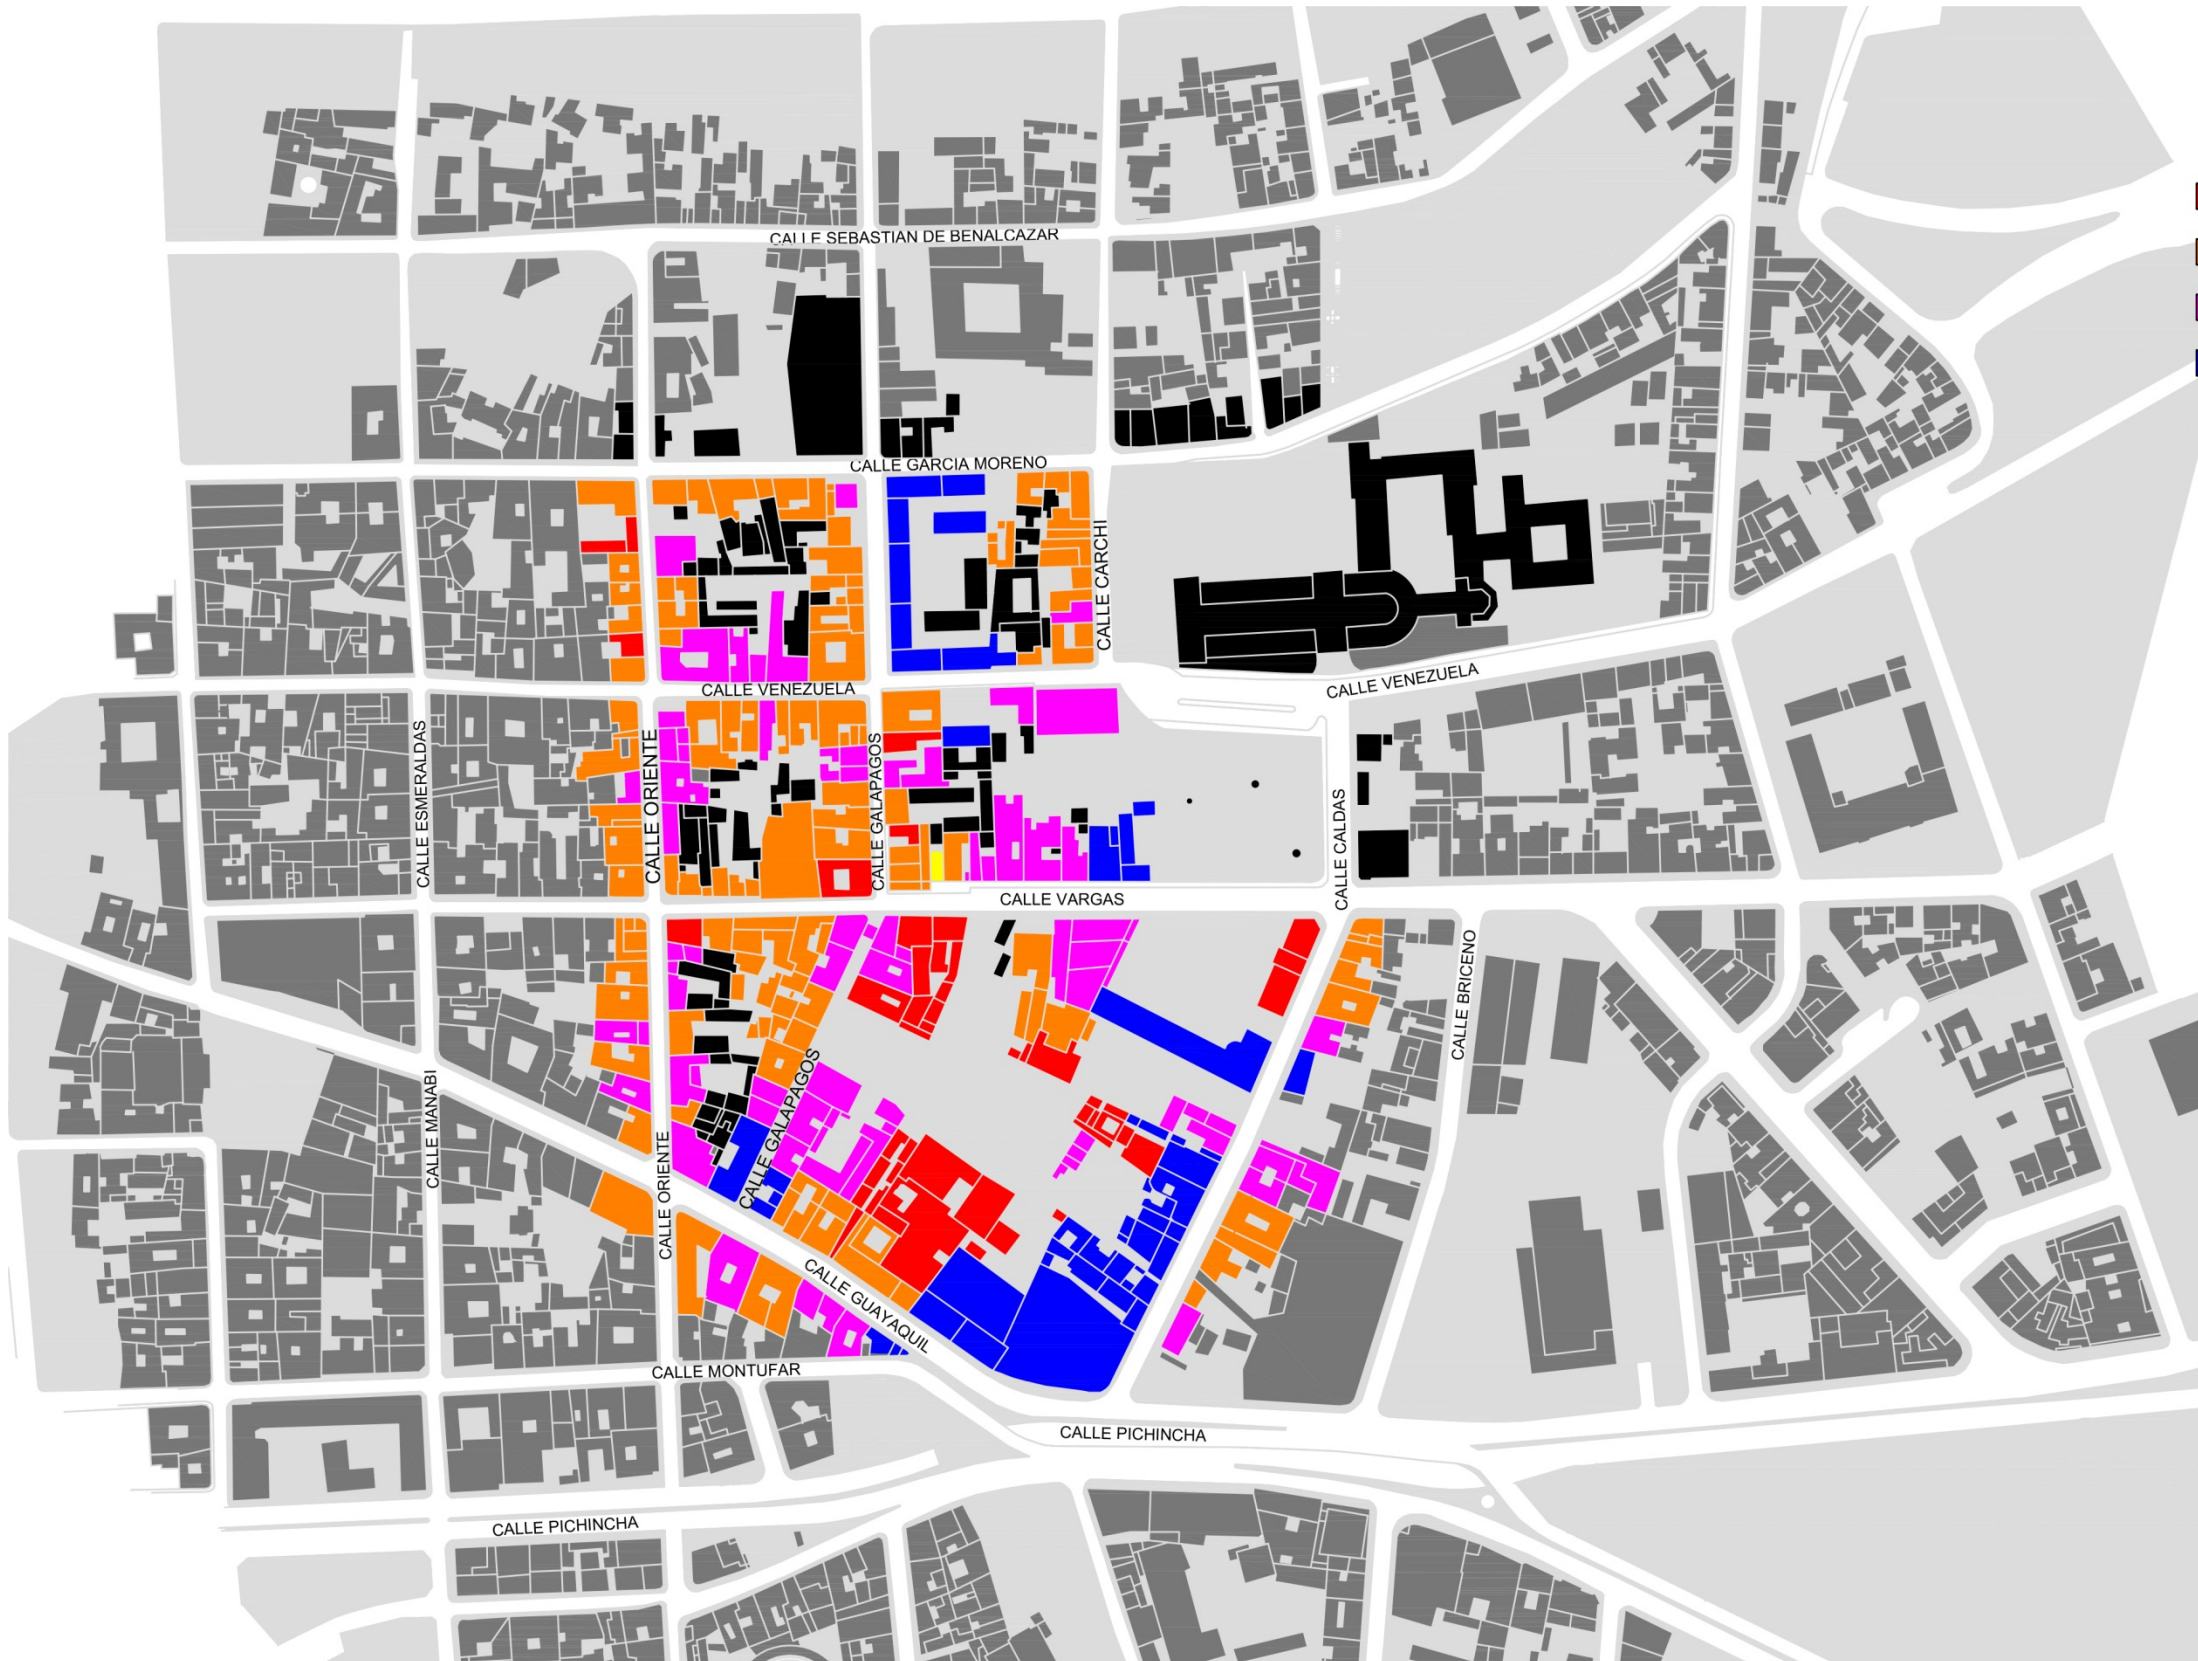 CALLE SEBASTIAN DE BENALCAZAR
CALLE GARCIA MORENO
CALLE CARCHI
CALLE VENEZUELA
CALLE VENEZUELA
CALLE ESMERALDAS
CALLE ORIENTE
CALLE GALAPAGOS
CALLE CALDAS
CALLE VARGAS
CALLE BRICENO
CALLE MANABI
CALLE ORIENTE
CALLE GALAPAGOS
CALLE GUAYAQUIL
CALLE MONTUFAR
CALLE PICHINCHA
CALLE PICHINCHA